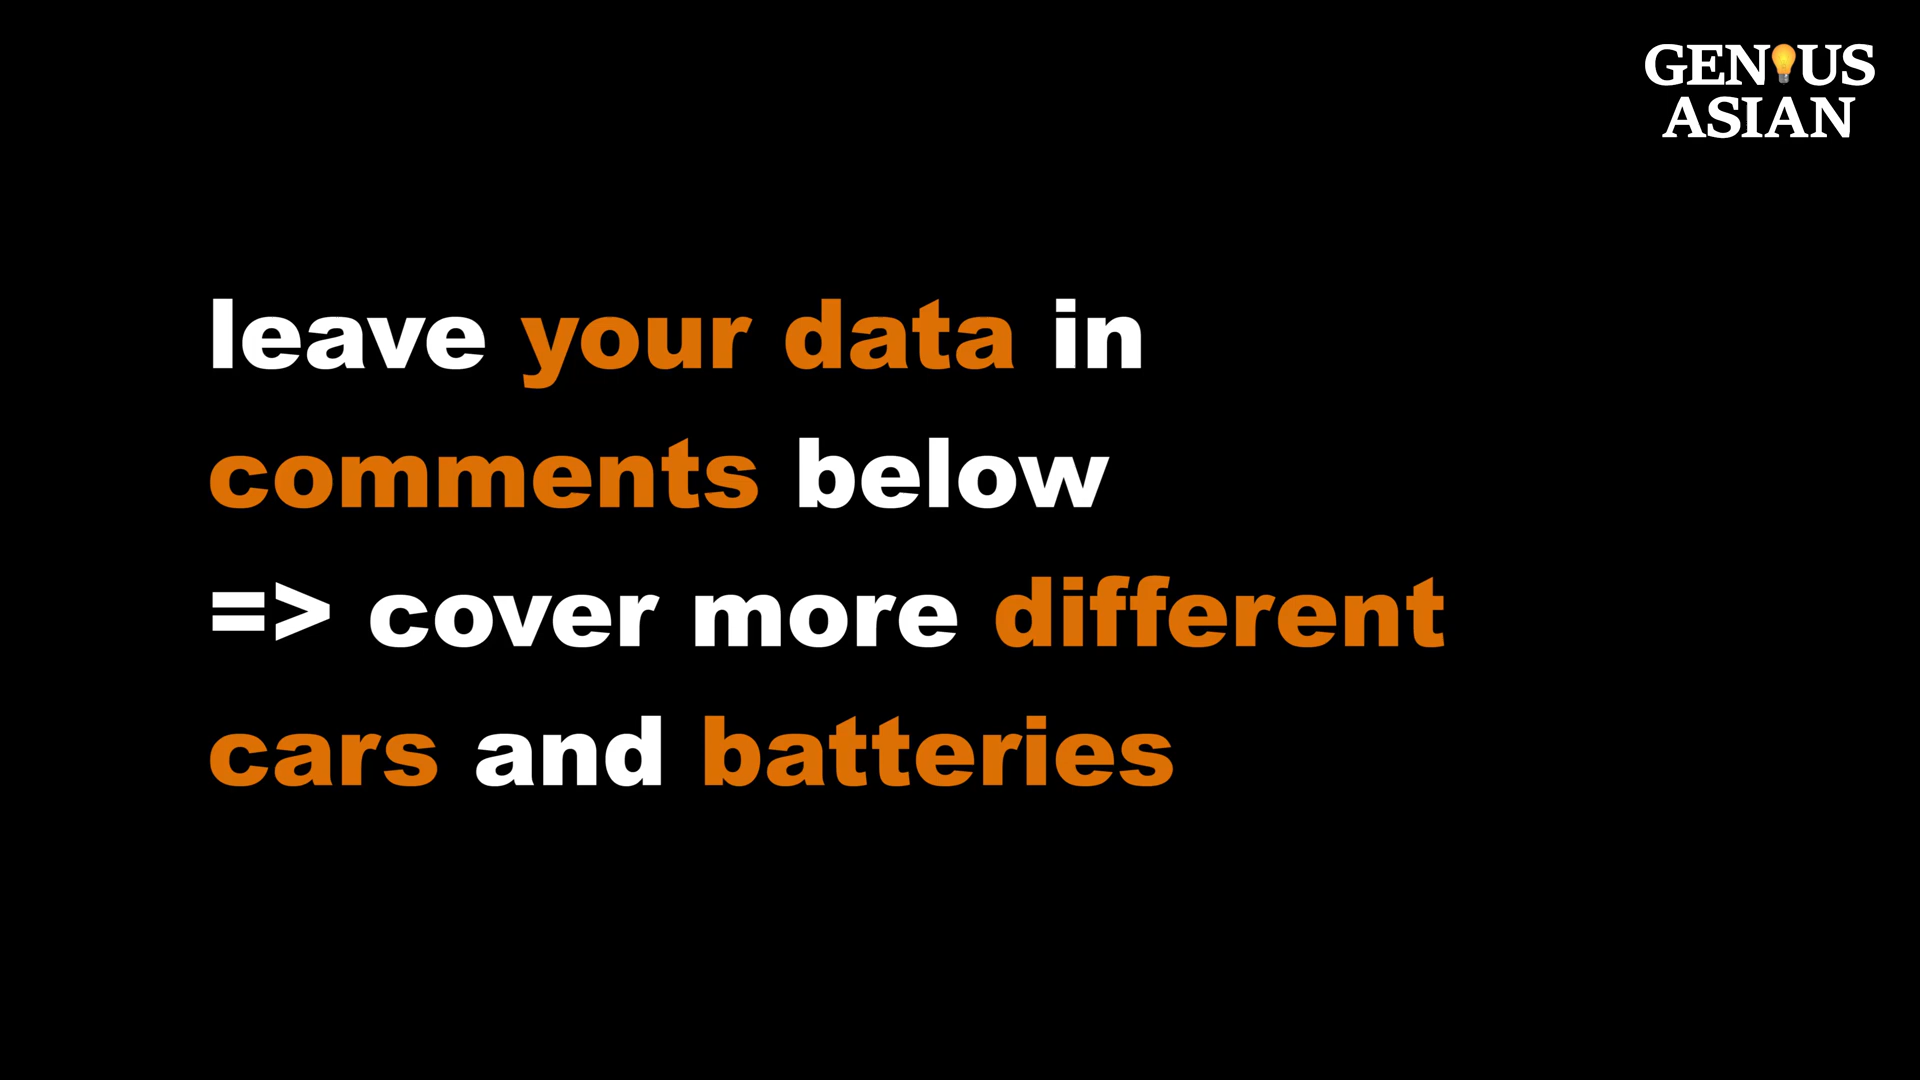 GENIUS
ASIAN
leave your data in
comments below
=> cover more different
cars and batteries